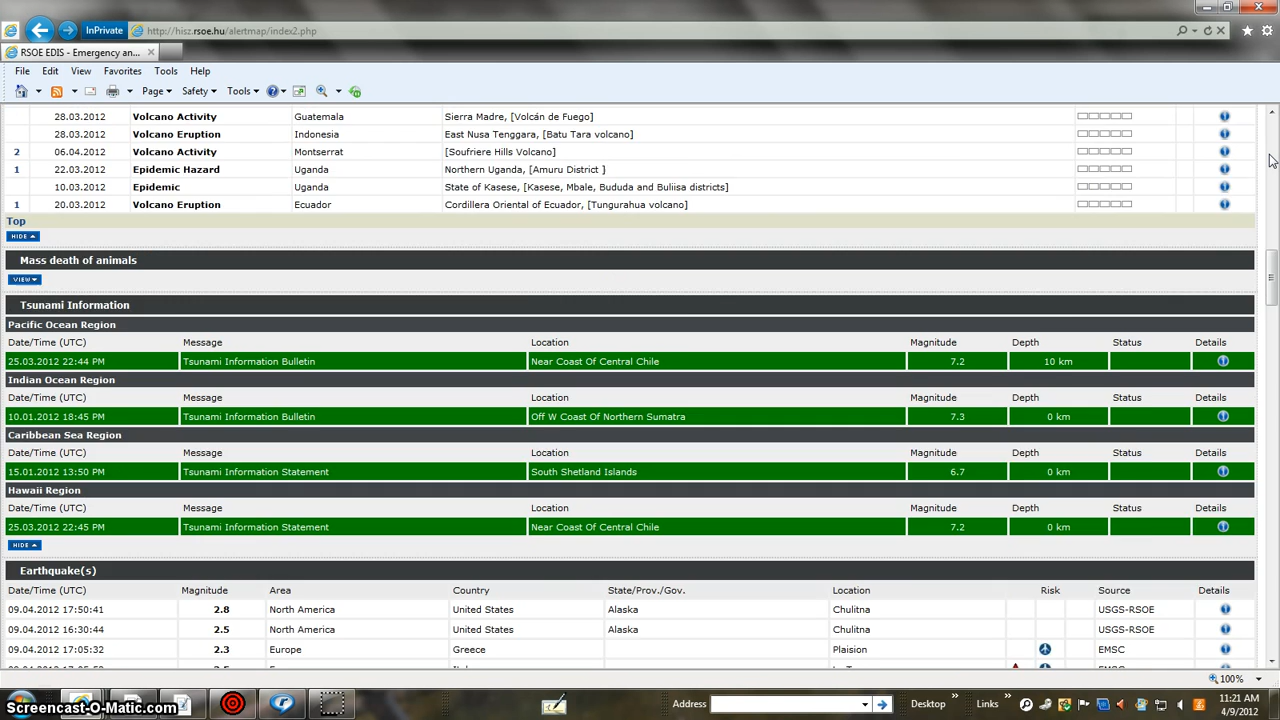 InPrivate http://hisz.rsoe.hu/alertmap/index2.php
RSOE EDIS - Emergency an...
File Edit View Favorites Tools Help
Page Safety Tools
28.03.2012 Volcano Activity Guatemala Sierra Madre, [Volcán de Fuego]
28.03.2012 Volcano Eruption Indonesia East Nusa Tenggara, [Batu Tara volcano]
2 06.04.2012 Volcano Activity Montserrat [Soufriere Hills Volcano]
1 22.03.2012 Epidemic Hazard Uganda Northern Uganda, [Amuru District ]
10.03.2012 Epidemic Uganda State of Kasese, [Kasese, Mbale, Bududa and Buliisa districts]
1 20.03.2012 Volcano Eruption Ecuador Cordillera Oriental of Ecuador, [Tungurahua volcano]
Top
HIDE
Mass death of animals
VIEW
Tsunami Information
Pacific Ocean Region
Date/Time (UTC) Message Location Magnitude Depth Status Details
25.03.2012 22:44 PM Tsunami Information Bulletin Near Coast Of Central Chile 7.2 10 km
Indian Ocean Region
Date/Time (UTC) Message Location Magnitude Depth Status Details
10.01.2012 18:45 PM Tsunami Information Bulletin Off W Coast Of Northern Sumatra 7.3 0 km
Caribbean Sea Region
Date/Time (UTC) Message Location Magnitude Depth Status Details
15.01.2012 13:50 PM Tsunami Information Statement South Shetland Islands 6.7 0 km
Hawaii Region
Date/Time (UTC) Message Location Magnitude Depth Status Details
25.03.2012 22:45 PM Tsunami Information Statement Near Coast Of Central Chile 7.2 0 km
HIDE
Earthquake(s)
Date/Time (UTC) Magnitude Area Country State/Prov./Gov. Location Risk Source Details
09.04.2012 17:50:41 2.8 North America United States Alaska Chulitna USGS-RSOE
09.04.2012 16:30:44 2.5 North America United States Alaska Chulitna USGS-RSOE
09.04.2012 17:05:32 2.3 Europe Greece Plaision EMSC
100%
Screencast-O-Matic.com Address Desktop » Links » 11:21 AM
4/9/2012